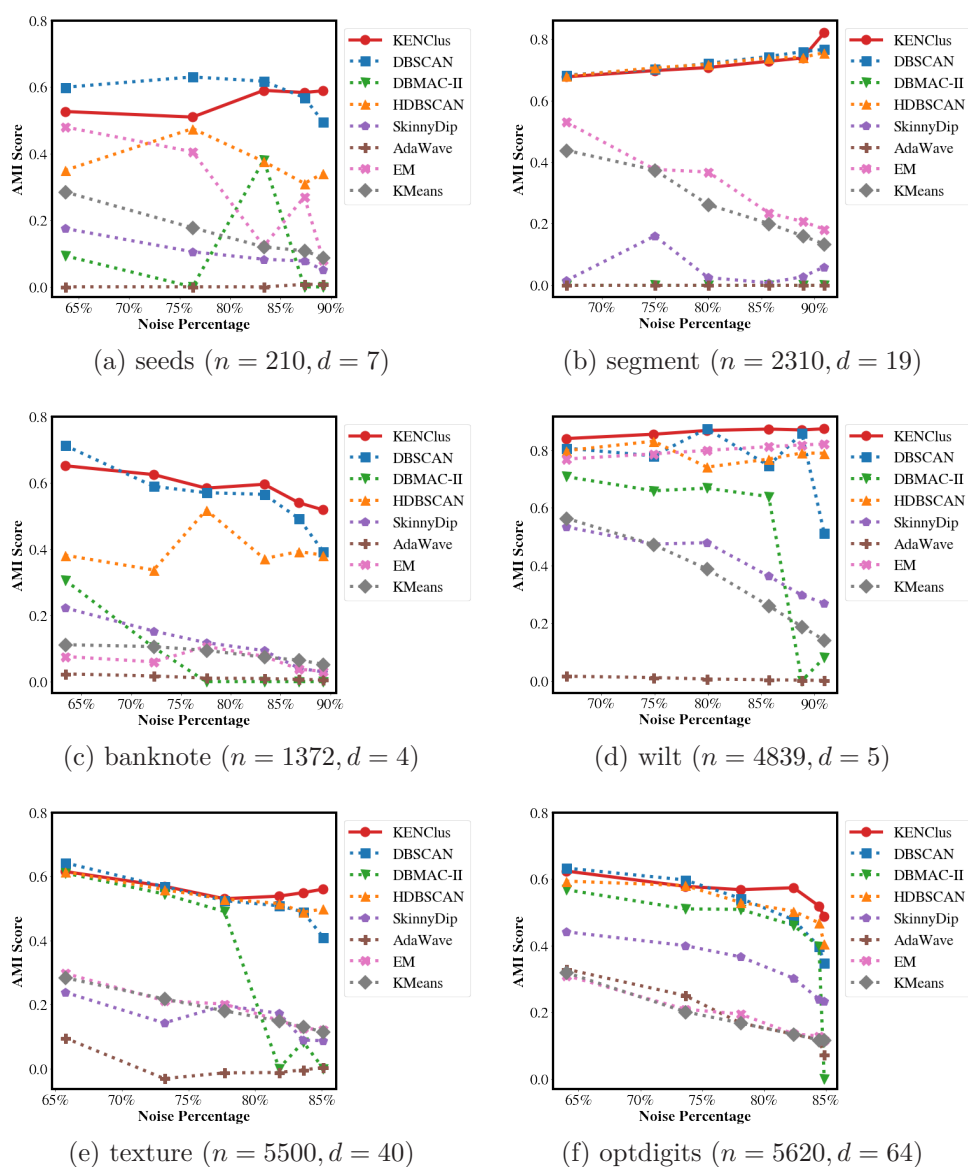 0.8
0.6
0.4
0.2
0.0
AMI Score
65% 70% 75% 80% 85% 90%
Noise Percentage
KENClus
DBSCAN
DBMAC-II
HDBSCAN
SkinnyDip
AdaWave
EM
KMeans
(a) seeds (n = 210, d = 7)
0.8
0.6
0.4
0.2
0.0
AMI Score
70% 75% 80% 85% 90%
Noise Percentage
KENClus
DBSCAN
DBMAC-II
HDBSCAN
SkinnyDip
AdaWave
EM
KMeans
(b) segment (n = 2310, d = 19)
0.8
0.6
0.4
0.2
0.0
AMI Score
65% 70% 75% 80% 85% 90%
Noise Percentage
KENClus
DBSCAN
DBMAC-II
HDBSCAN
SkinnyDip
AdaWave
EM
KMeans
(c) banknote (n = 1372, d = 4)
0.8
0.6
0.4
0.2
0.0
AMI Score
70% 75% 80% 85% 90%
Noise Percentage
KENClus
DBSCAN
DBMAC-II
HDBSCAN
SkinnyDip
AdaWave
EM
KMeans
(d) wilt (n = 4839, d = 5)
0.8
0.6
0.4
0.2
0.0
AMI Score
65% 70% 75% 80% 85%
Noise Percentage
KENClus
DBSCAN
DBMAC-II
HDBSCAN
SkinnyDip
AdaWave
EM
KMeans
(e) texture (n = 5500, d = 40)
0.8
0.6
0.4
0.2
0.0
AMI Score
65% 70% 75% 80% 85%
Noise Percentage
KENClus
DBSCAN
DBMAC-II
HDBSCAN
SkinnyDip
AdaWave
EM
KMeans
(f) optdigits (n = 5620, d = 64)